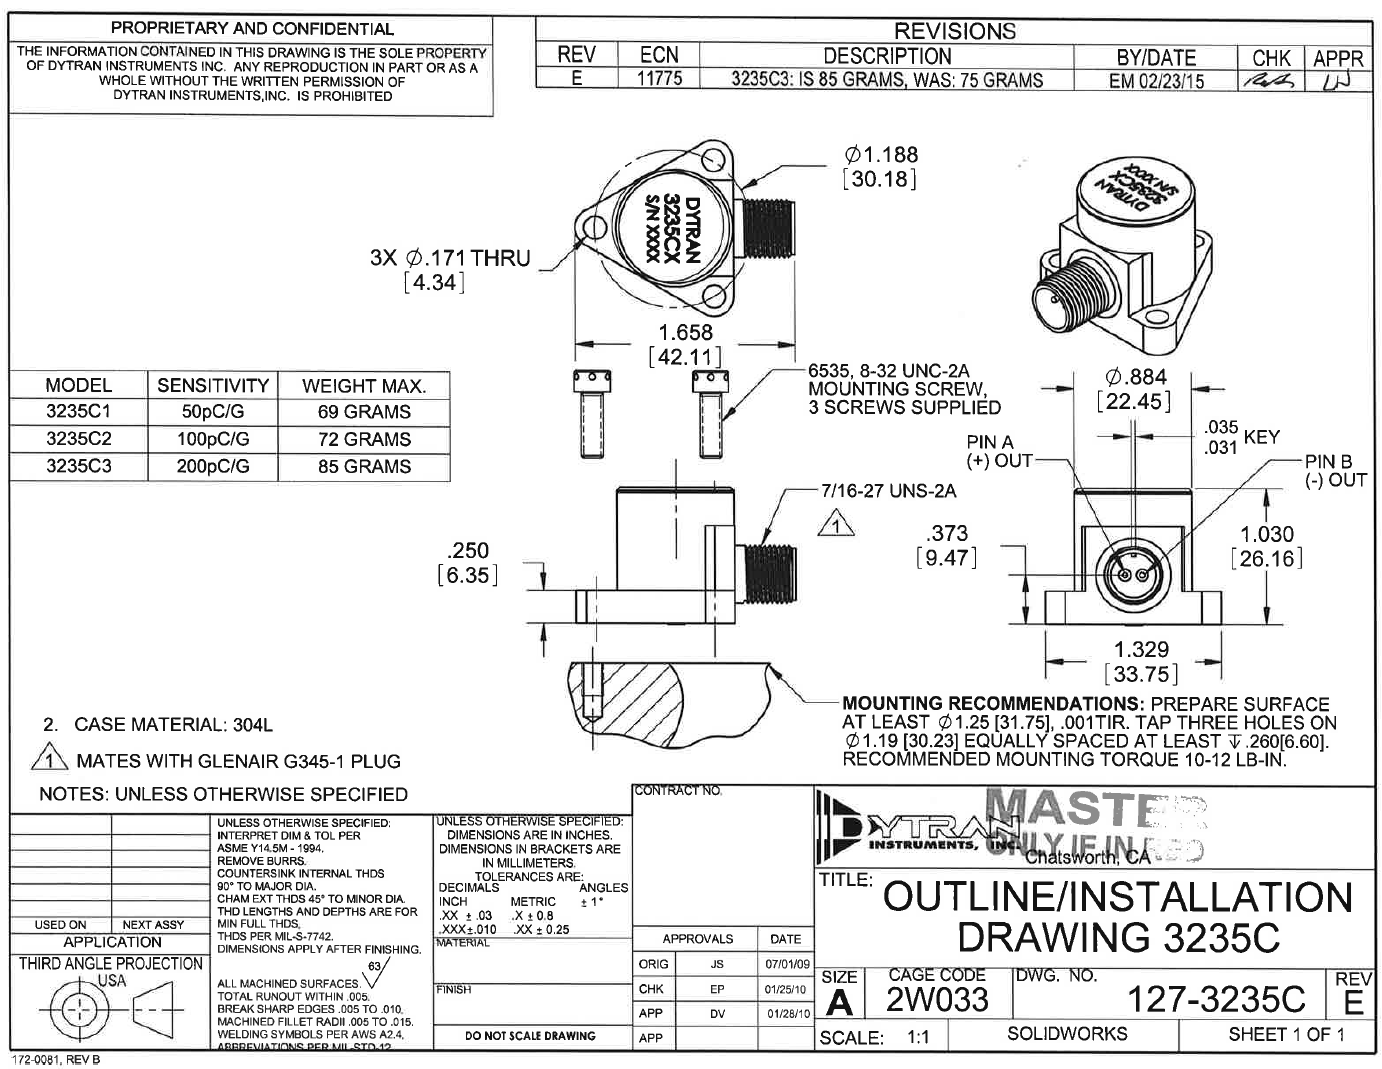 PROPRIETARY AND CONFIDENTIAL
THE INFORMATION CONTAINED IN THIS DRAWING IS THE SOLE PROPERTY
OF DYTRAN INSTRUMENTS INC. ANY REPRODUCTION IN PART OR AS A
WHOLE WITHOUT THE WRITTEN PERMISSION OF
DYTRAN INSTRUMENTS,INC. IS PROHIBITED
REVISIONS
REV ECN DESCRIPTION BY/DATE CHK APPR
E 11775 3235C3: IS 85 GRAMS, WAS: 75 GRAMS EM 02/23/15
DYTRAN
3235CX
S/N XXXX
Ø1.188
[30.18]
3X Ø.171 THRU
[4.34]
1.658
[42.11]
DYTRAN
3235CX
S/N XXXX
MODEL SENSITIVITY WEIGHT MAX.
3235C1 50pC/G 69 GRAMS
3235C2 100pC/G 72 GRAMS
3235C3 200pC/G 85 GRAMS
6535, 8-32 UNC-2A
MOUNTING SCREW,
3 SCREWS SUPPLIED
Ø.884
[22.45]
.035
.031 KEY
PIN A
(+) OUT
PIN B
(-) OUT
7/16-27 UNS-2A
1
.250
[6.35]
.373
[9.47]
1.030
[26.16]
1.329
[33.75]
MOUNTING RECOMMENDATIONS: PREPARE SURFACE
AT LEAST Ø1.25 [31.75], .001TIR. TAP THREE HOLES ON
Ø1.19 [30.23] EQUALLY SPACED AT LEAST ↧ .260[6.60].
RECOMMENDED MOUNTING TORQUE 10-12 LB-IN.
2. CASE MATERIAL: 304L
1 MATES WITH GLENAIR G345-1 PLUG
NOTES: UNLESS OTHERWISE SPECIFIED
USED ON NEXT ASSY
APPLICATION
THIRD ANGLE PROJECTION
USA
UNLESS OTHERWISE SPECIFIED:
INTERPRET DIM & TOL PER
ASME Y14.5M - 1994.
REMOVE BURRS.
COUNTERSINK INTERNAL THDS
90° TO MAJOR DIA.
CHAM EXT THDS 45° TO MINOR DIA.
THD LENGTHS AND DEPTHS ARE FOR
MIN FULL THDS.
THDS PER MIL-S-7742.
DIMENSIONS APPLY AFTER FINISHING.
63
ALL MACHINED SURFACES.
TOTAL RUNOUT WITHIN .005.
BREAK SHARP EDGES .005 TO .010.
MACHINED FILLET RADII .005 TO .015.
WELDING SYMBOLS PER AWS A2.4.
ABBREVIATIONS PER MIL-STD-12.
UNLESS OTHERWISE SPECIFIED:
DIMENSIONS ARE IN INCHES.
DIMENSIONS IN BRACKETS ARE
IN MILLIMETERS.
TOLERANCES ARE:
DECIMALS ANGLES
INCH METRIC ± 1°
.XX ± .03 .X ± 0.8
.XXX±.010 .XX ± 0.25
MATERIAL
FINISH
DO NOT SCALE DRAWING
CONTRACT NO.
APPROVALS DATE
ORIG JS 07/01/09
CHK EP 01/25/10
APP DV 01/28/10
APP
DYTRAN
INSTRUMENTS, INC.
Chatsworth, CA
MASTER
ONLY IF IN RED
TITLE:
OUTLINE/INSTALLATION
DRAWING 3235C
SIZE CAGE CODE DWG. NO. REV
A 2W033 127-3235C E
SCALE: 1:1 SOLIDWORKS SHEET 1 OF 1
172-0081, REV B